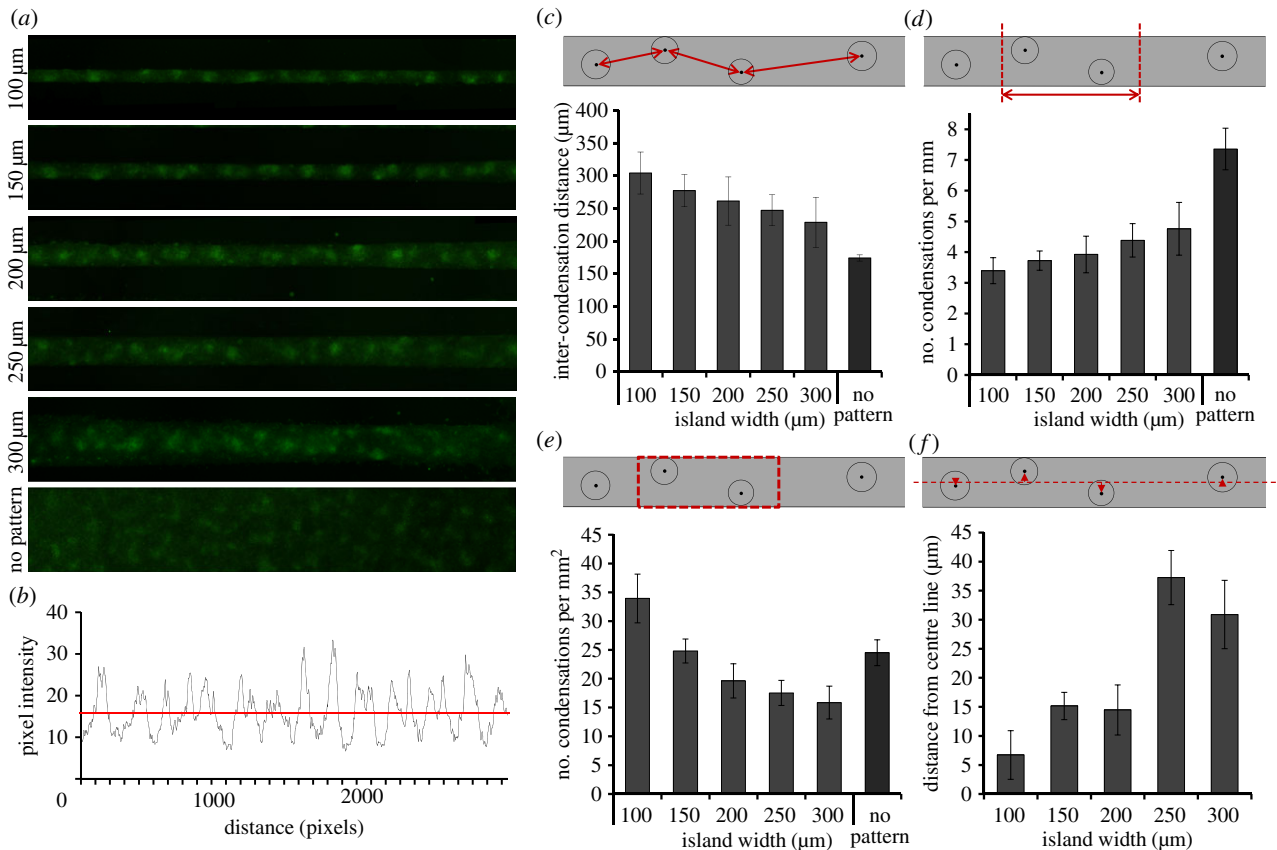 (a)
100 µm
150 µm
200 µm
250 µm
300 µm
no pattern
(b)
pixel intensity
40
30
20
10
0
1000
2000
distance (pixels)
(c)
inter-condensation distance (µm)
400
350
300
250
200
150
100
50
0
100 150 200 250 300 no
pattern
island width (µm)
(d)
no. condensations per mm
8
7
6
5
4
3
2
1
0
100 150 200 250 300 no
pattern
island width (µm)
(e)
no. condensations per mm²
45
40
35
30
25
20
15
10
5
0
100 150 200 250 300 no
pattern
island width (µm)
(f)
distance from centre line (µm)
45
40
35
30
25
20
15
10
5
0
100 150 200 250 300
island width (µm)